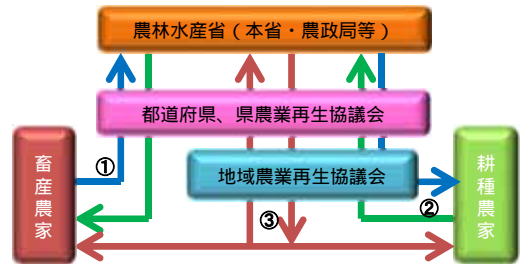 農林水産省（本省・農政局等）
都道府県、県農業再生協議会
地域農業再生協議会
畜産農家
①
耕種農家
②
③